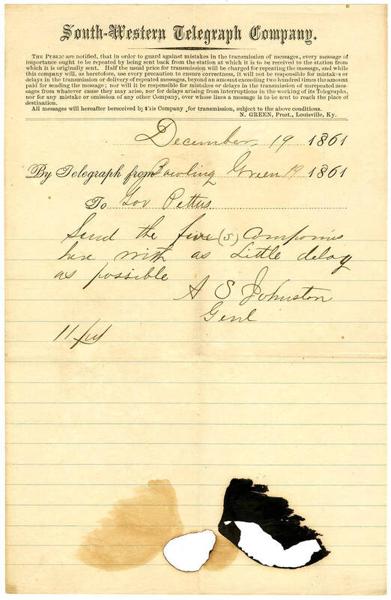 South-Western Telegraph Company.
THE PUBLIC are notified, that in order to guard against mistakes in the transmission of messages, every message of
importance ought to be repeated by being sent back from the station at which it is to be received to the station from
which it is originally sent. Half the usual price for transmission will be charged for repeating the message, and while
this company will, as heretofore, use every precaution to ensure correctness, it will not be responsible for mistakes or
delays in the transmission or delivery of repeated messages, beyond an amount exceeding two hundred times the amount
paid for sending the message; nor will it be responsible for mistakes or delays in the transmission of unrepeated mes-
sages from whatever cause they may arise, nor for delays arising from interruptions in the working of its Telegraphs,
nor for any mistake or omission of any other Company, over whose lines a message is to be sent to reach the place of
destination.
All messages will hereafter be received by this Company for transmission, subject to the above conditions.
N. GREEN, Prest., Louisville, Ky.
December 19 1861
By Telegraph from Bowling Green 19 1861
To Gov Pettus
Send the five (5) Companies
here with as Little delay
as possible
A S Johnston
Genl